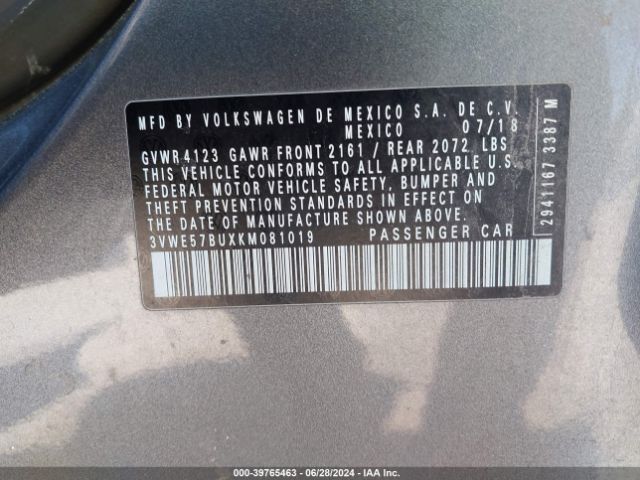 MFD BY VOLKSWAGEN DE MEXICO S.A. DE C.V.
MEXICO 07/18
GVWR 4123 GAWR FRONT 2161 / REAR 2072 LBS
THIS VEHICLE CONFORMS TO ALL APPLICABLE U.S.
FEDERAL MOTOR VEHICLE SAFETY, BUMPER AND
THEFT PREVENTION STANDARDS IN EFFECT ON
THE DATE OF MANUFACTURE SHOWN ABOVE.
3VWE57BUXKM081019 PASSENGER CAR
2941167 3387 M
000-39765463 - 06/28/2024 - IAA Inc.